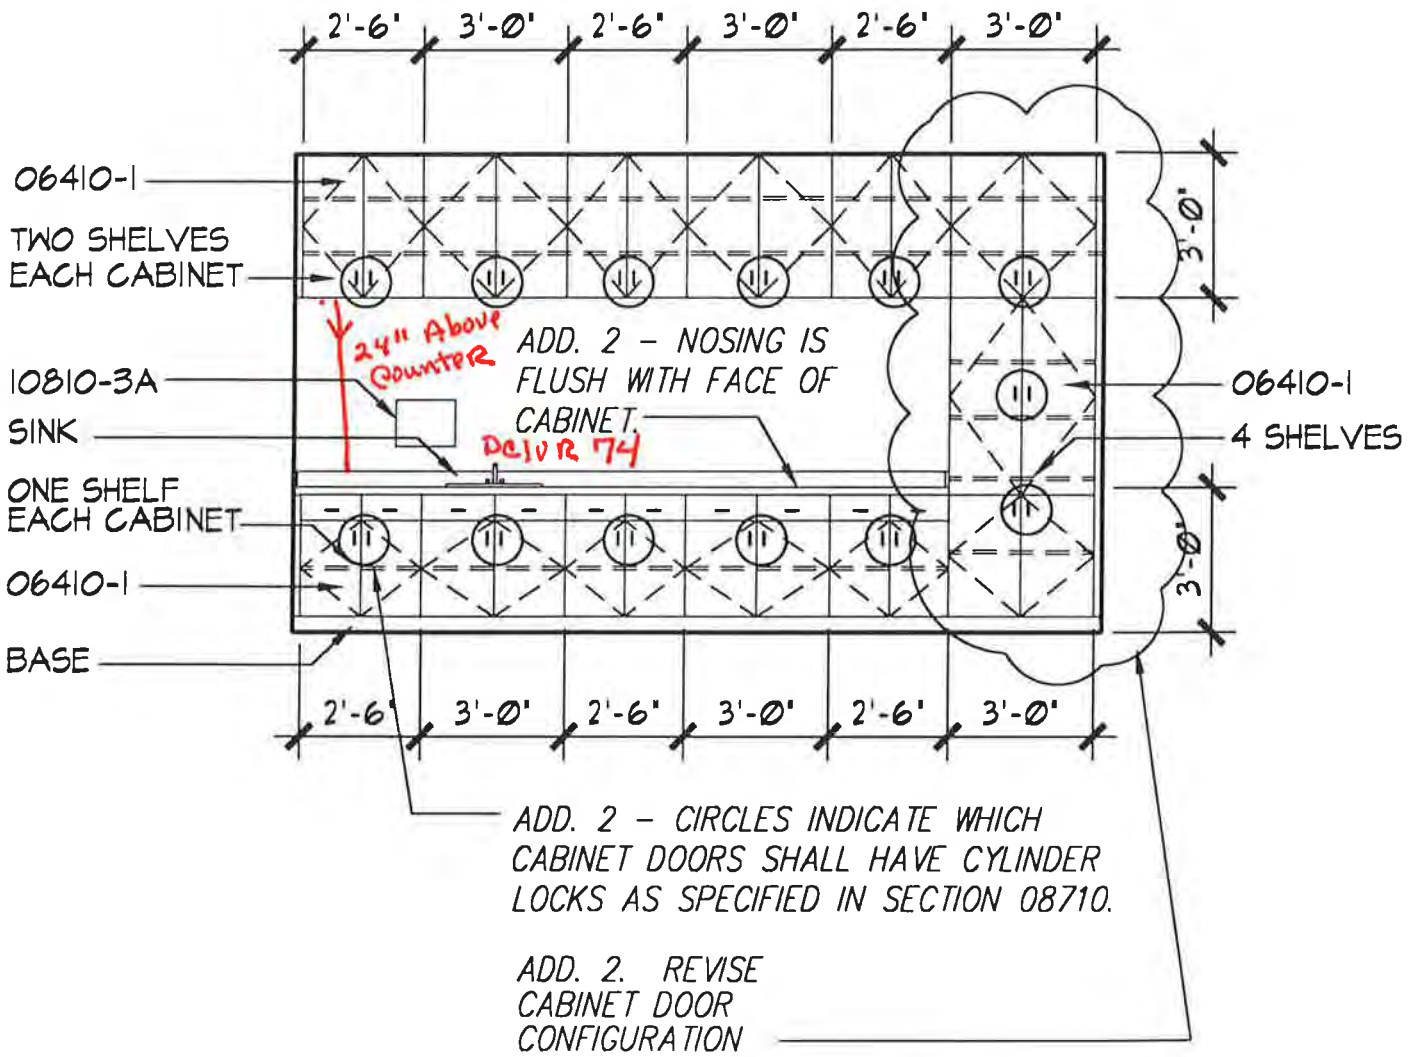 2'-6" 3'-0" 2'-6" 3'-0" 2'-6" 3'-0"
06410-1
TWO SHELVES
EACH CABINET
3'-0"
24" Above
Counter
ADD. 2 - NOSING IS
FLUSH WITH FACE OF
CABINET.
10810-3A
SINK
06410-1
4 SHELVES
ONE SHELF
EACH CABINET
06410-1
BASE
3'-0"
2'-6" 3'-0" 2'-6" 3'-0" 2'-6" 3'-0"
ADD. 2 - CIRCLES INDICATE WHICH
CABINET DOORS SHALL HAVE CYLINDER
LOCKS AS SPECIFIED IN SECTION 08710.
ADD. 2. REVISE
CABINET DOOR
CONFIGURATION